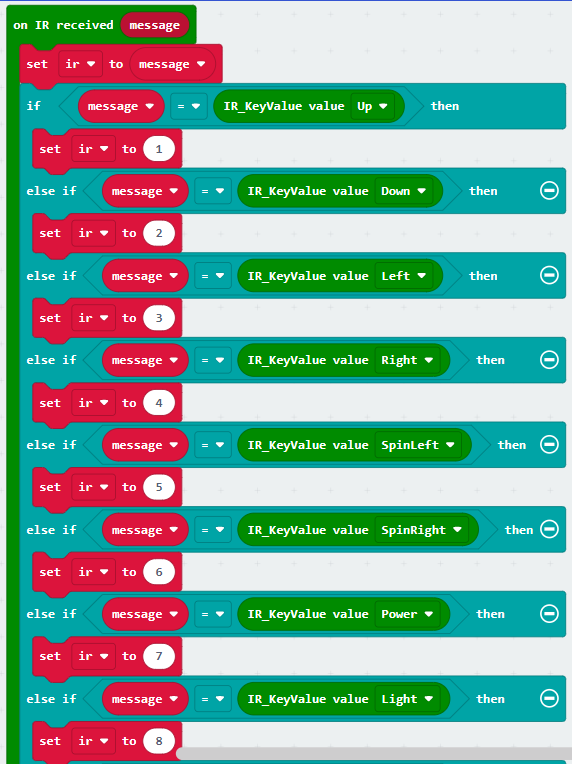 on IR received message
set ir to message
if message = IR_KeyValue value Up then
set ir to 1
else if message = IR_KeyValue value Down then
set ir to 2
else if message = IR_KeyValue value Left then
set ir to 3
else if message = IR_KeyValue value Right then
set ir to 4
else if message = IR_KeyValue value SpinLeft then
set ir to 5
else if message = IR_KeyValue value SpinRight then
set ir to 6
else if message = IR_KeyValue value Power then
set ir to 7
else if message = IR_KeyValue value Light then
set ir to 8